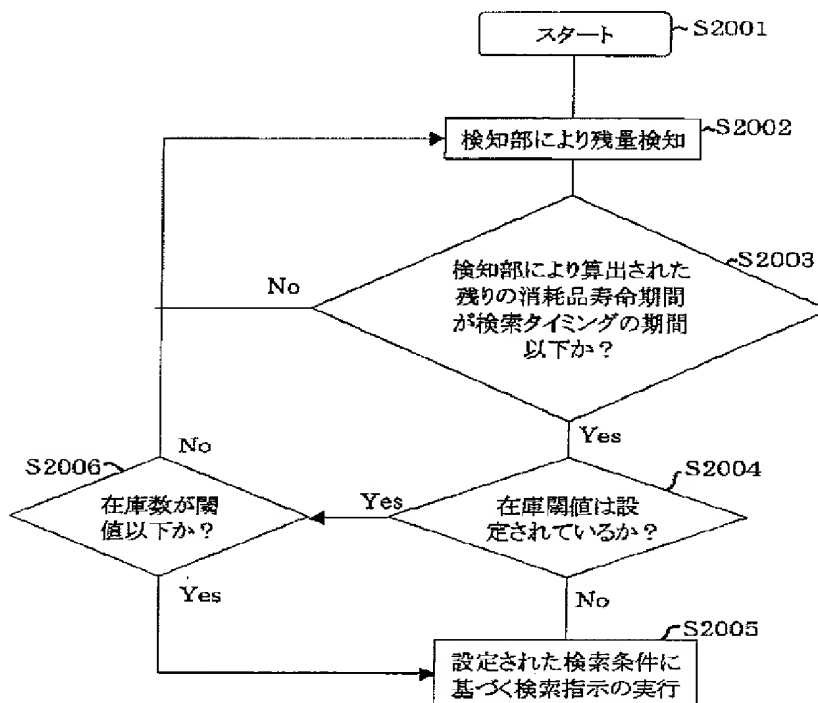 スタート
S2001
検知部により残量検知
S2002
検知部により算出された
残りの消耗品寿命期間
が検索タイミングの期間
以下か？
S2003
No
Yes
在庫閾値は設
定されているか？
S2004
Yes
No
在庫数が閾
値以下か？
S2006
No
Yes
設定された検索条件に
基づく検索指示の実行
S2005